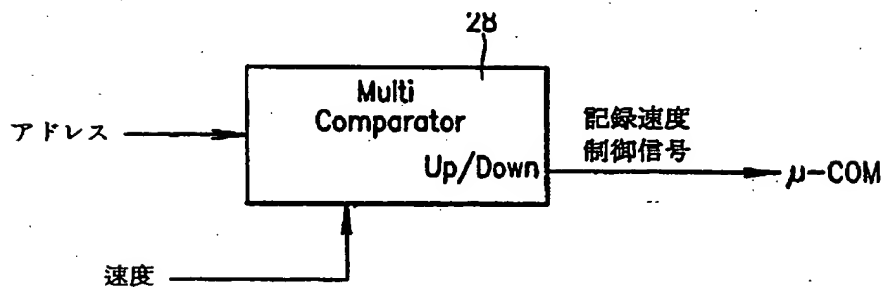 28
Multi
Comparator
アドレス
Up/Down
記録速度
制御信号
μ-COM
速度